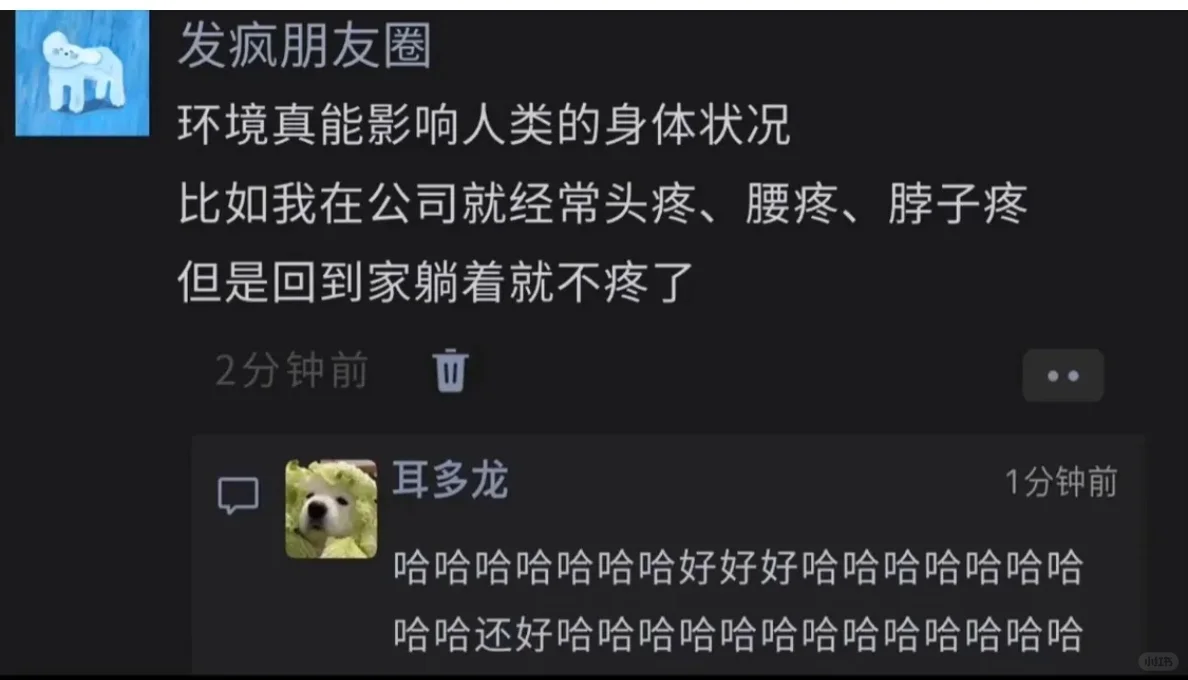 发疯朋友圈
环境真能影响人类的身体状况
比如我在公司就经常头疼、腰疼、脖子疼
但是回到家躺着就不疼了
2分钟前
耳多龙
1分钟前
哈哈哈哈哈哈哈好好好哈哈哈哈哈哈哈
哈哈还好哈哈哈哈哈哈哈哈哈哈哈哈哈
小红书